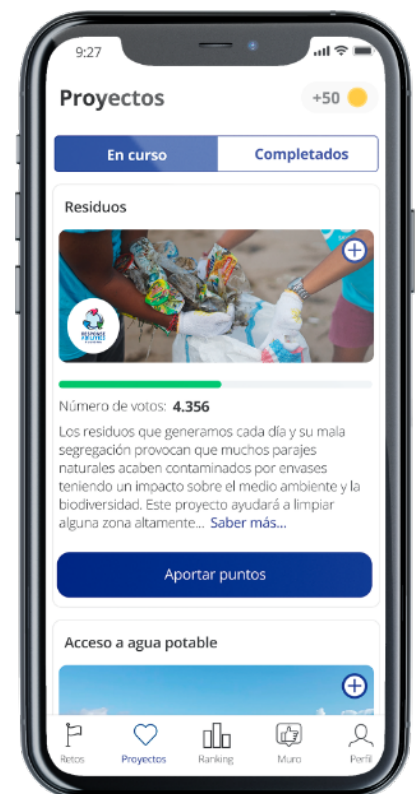 9:27
Proyectos
+50
En curso
Completados
Residuos
Número de votos: 4.356
Los residuos que generamos cada día y su mala
segregación provocan que muchos parajes
naturales acaben contaminados por envases
teniendo un impacto sobre el medio ambiente y la
biodiversidad. Este proyecto ayudará a limpiar
alguna zona altamente... Saber más...
Aportar puntos
Acceso a agua potable
Retos
Proyectos
Ranking
Muro
Perfil